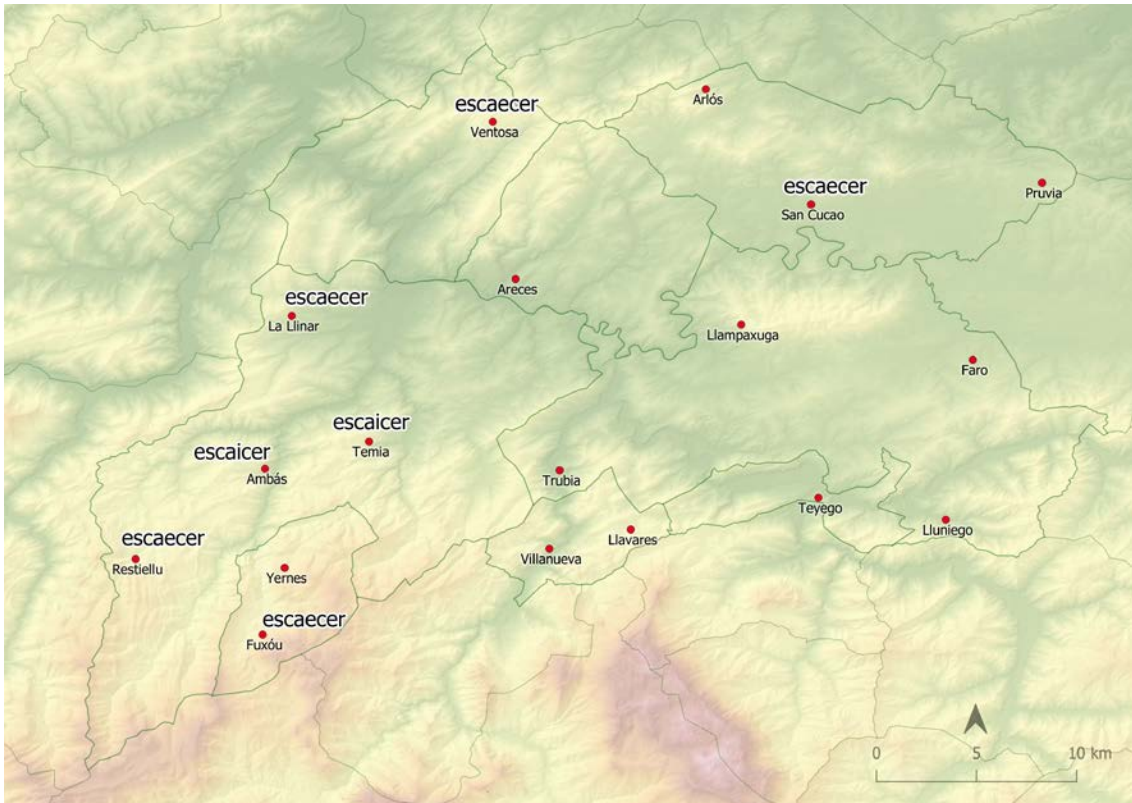 escaecer
Ventosa
Arlós
escaecer
San Cucao
Pruvia
Areces
escaecer
La Llinar
Llampaxuga
Faro
escaicer
Temia
escaicer
Ambás
Trubia
Teyego
Lluniego
Llavares
Villanueva
escaecer
Restiellu
Yernes
escaecer
Fuxóu
0 5 10 km